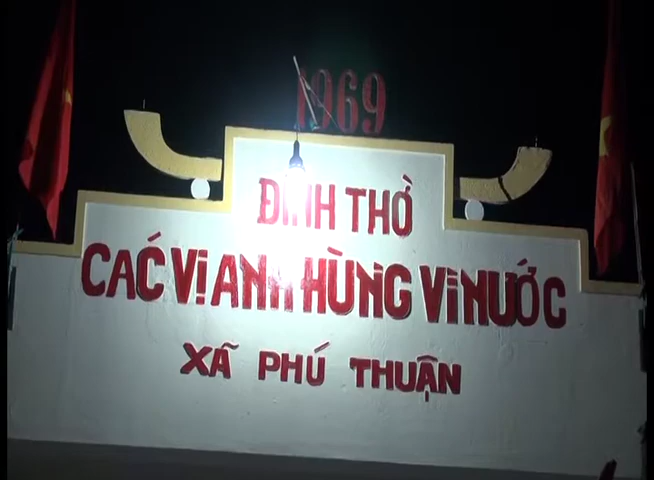 1969
ĐÌNH THỜ
CÁC VỊ ANH HÙNG VÌ NƯỚC
XÃ PHÚ THUẬN